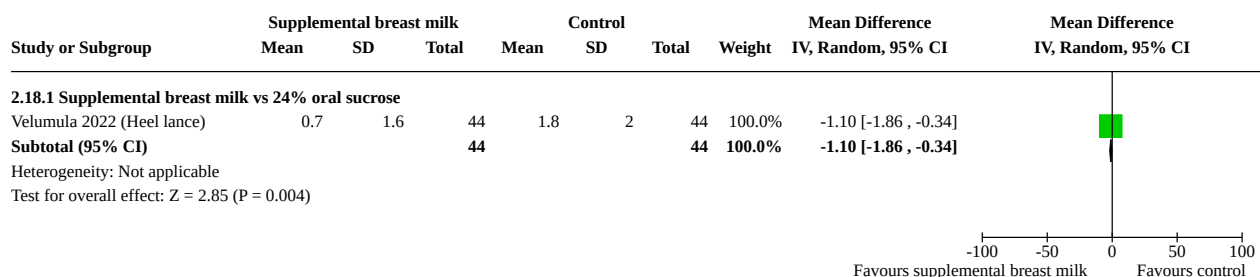 Supplemental breast milk Control Mean Difference Mean Difference
Study or Subgroup Mean SD Total Mean SD Total Weight IV, Random, 95% CI IV, Random, 95% CI
2.18.1 Supplemental breast milk vs 24% oral sucrose
Velumula 2022 (Heel lance) 0.7 1.6 44 1.8 2 44 100.0% -1.10 [-1.86 , -0.34]
Subtotal (95% CI) 44 44 100.0% -1.10 [-1.86 , -0.34]
Heterogeneity: Not applicable
Test for overall effect: Z = 2.85 (P = 0.004)
-100 -50 0 50 100
Favours supplemental breast milk Favours control